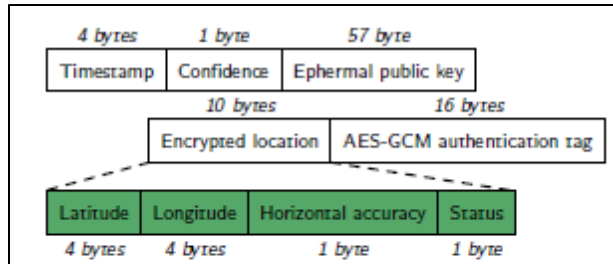 4 bytes 1 byte 57 byte
Timestamp Confidence Ephermal public key
10 bytes 16 bytes
Encrypted location AES-GCM authentication tag
Latitude Longitude Horizontal accuracy Status
4 bytes 4 bytes 1 byte 1 byte